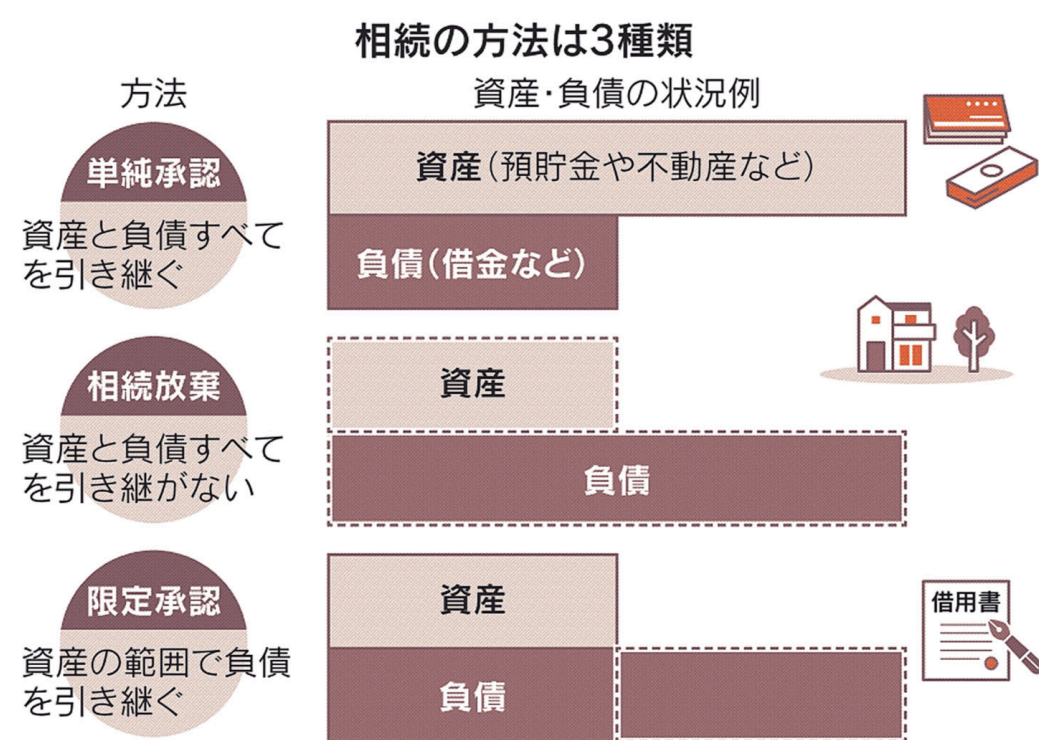 相続の方法は3種類
方法
資産・負債の状況例
単純承認
資産と負債すべて
を引き継ぐ
資産(預貯金や不動産など)
負債(借金など)
相続放棄
資産と負債すべて
を引き継がない
資産
負債
限定承認
資産の範囲で負債
を引き継ぐ
資産
負債
借用書